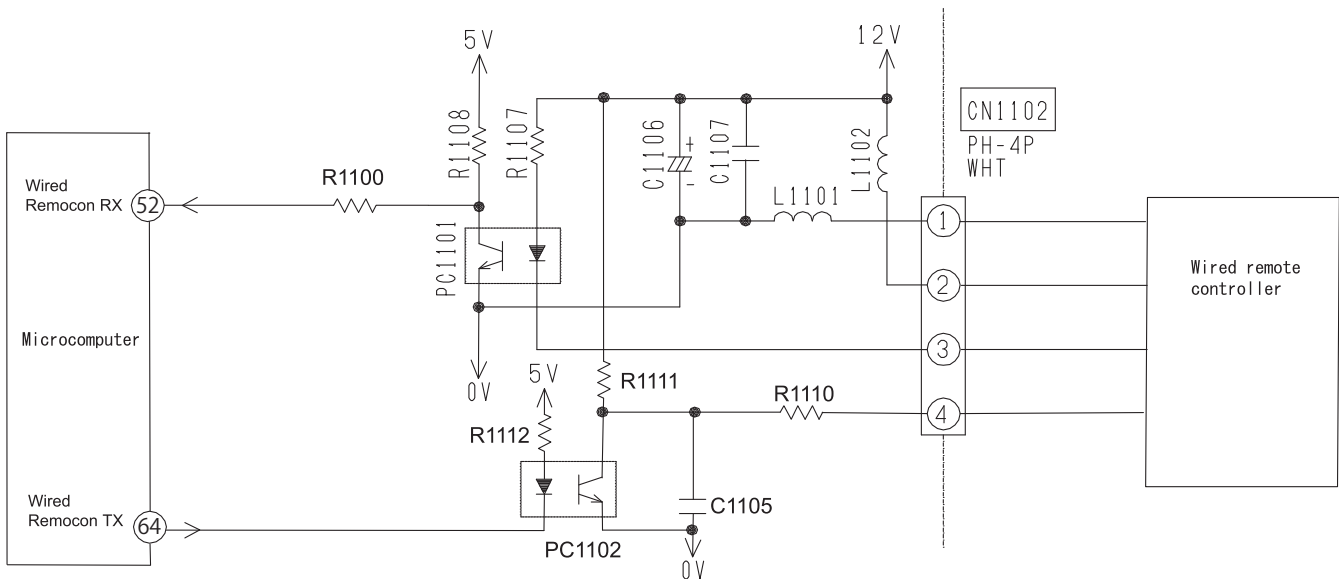 5V
12V
CN1102
PH-4P
WHT
R1108
R1107
C1106
+
-
C1107
L1102
Wired
Remocon RX
52
R1100
L1101
1
PC1101
2
Wired remote
controller
Microcomputer
3
0V
5V
R1111
R1110
4
R1112
Wired
Remocon TX
64
C1105
PC1102
0V